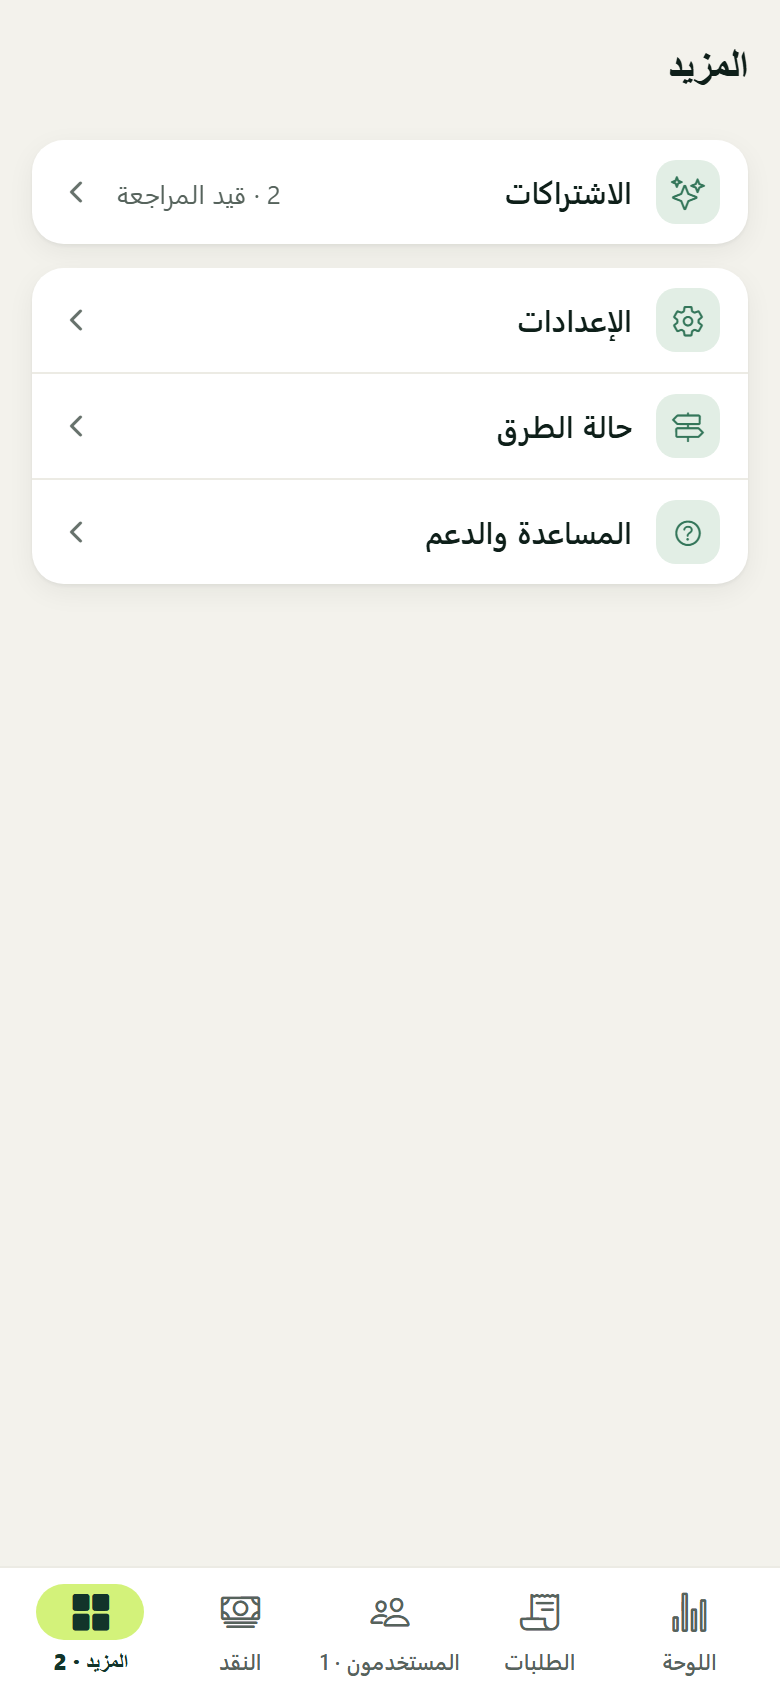 المزيد
الاشتراكات
2 · قيد المراجعة
الإعدادات
حالة الطرق
المساعدة والدعم
اللوحة
الطلبات
المستخدمون · 1
النقد
المزيد · 2